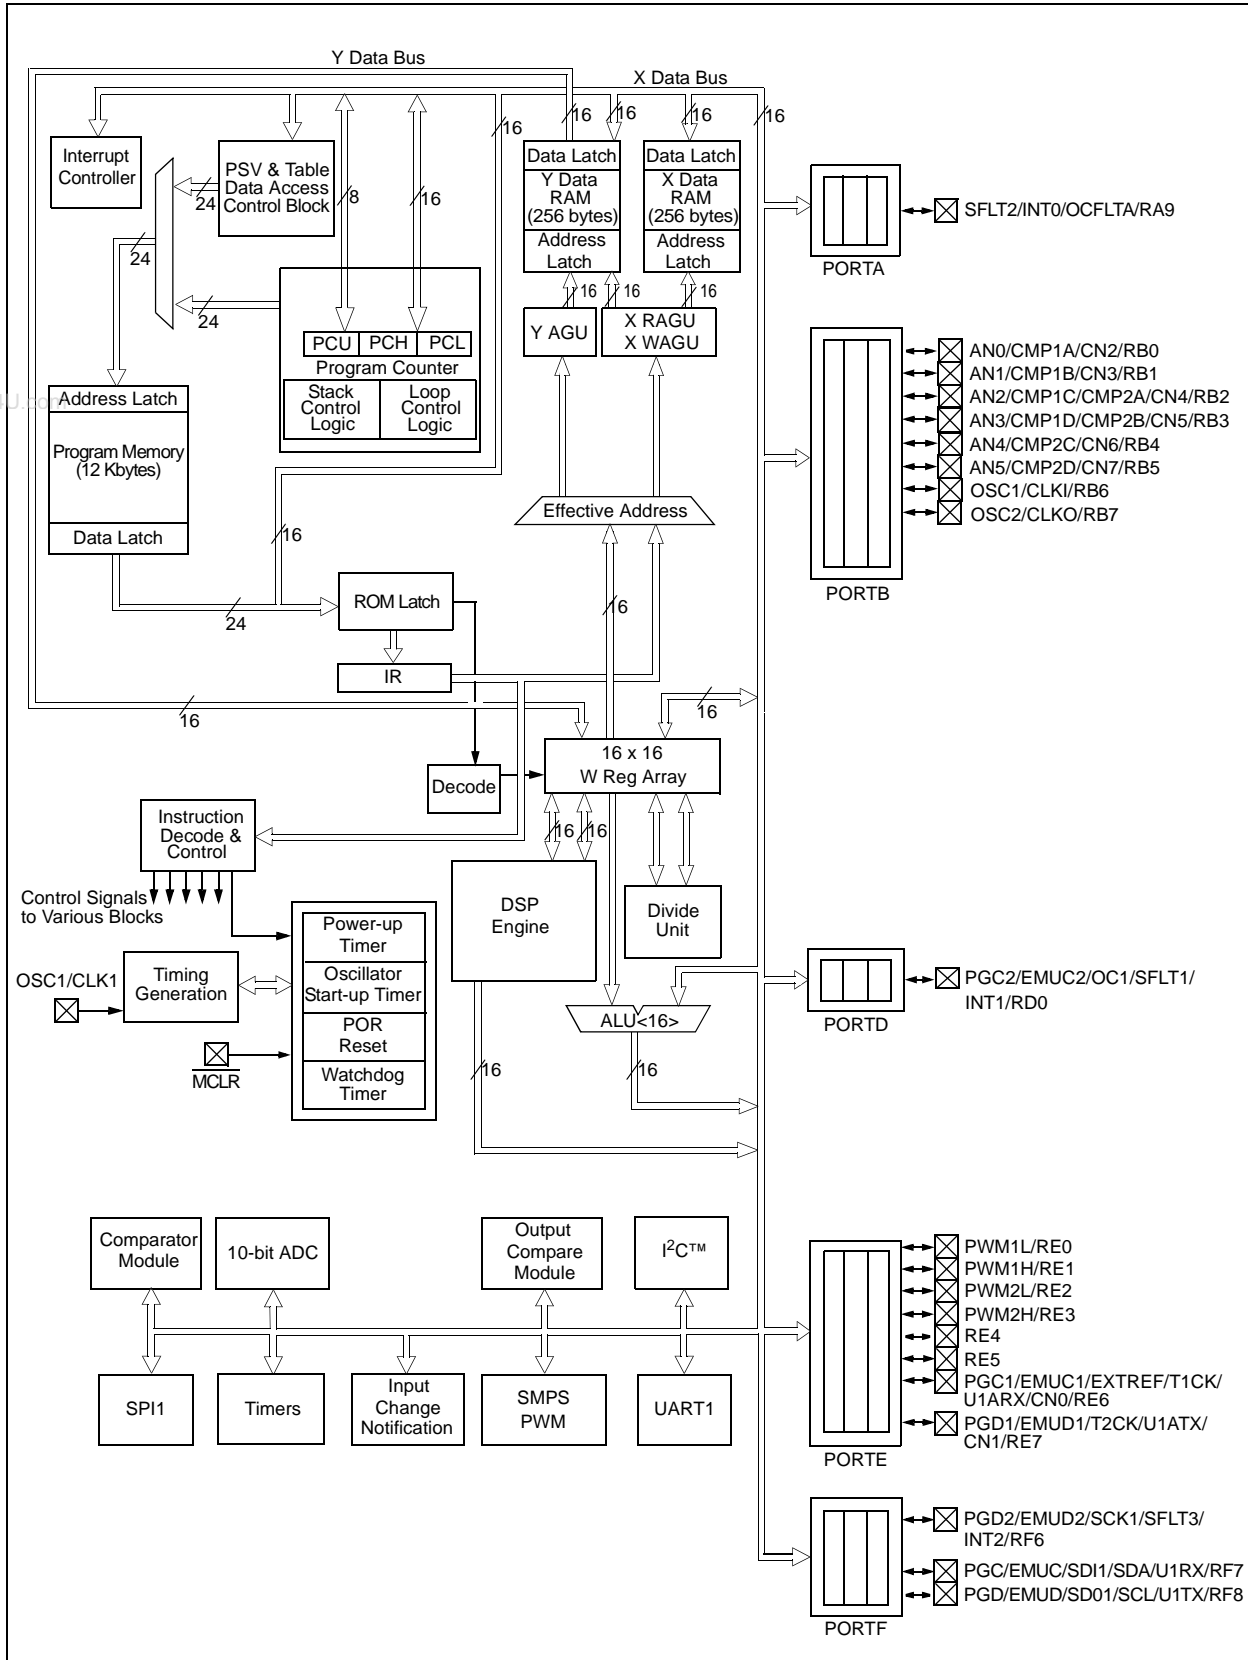 Y Data Bus
X Data Bus
16
16
16
16
16
Interrupt
Controller
PSV & Table
Data Access
Control Block
24
8
16
24
24
Data Latch
Y Data
RAM
(256 bytes)
Address
Latch
Data Latch
X Data
RAM
(256 bytes)
Address
Latch
16
16
16
Y AGU
X RAGU
X WAGU
PCU
PCH
PCL
Program Counter
Stack
Control
Logic
Loop
Control
Logic
Address Latch
Program Memory
(12 Kbytes)
Data Latch
16
24
Effective Address
ROM Latch
16
IR
16
16
16 x 16
W Reg Array
Decode
Instruction
Decode &
Control
16
16
Control Signals
to Various Blocks
DSP
Engine
Divide
Unit
Power-up
Timer
Oscillator
Start-up Timer
POR
Reset
Watchdog
Timer
OSC1/CLK1
Timing
Generation
MCLR
ALU<16>
16
16
Comparator
Module
10-bit ADC
Output
Compare
Module
I2C™
SPI1
Timers
Input
Change
Notification
SMPS
PWM
UART1
SFLT2/INT0/OCFLTA/RA9
PORTA
AN0/CMP1A/CN2/RB0
AN1/CMP1B/CN3/RB1
AN2/CMP1C/CMP2A/CN4/RB2
AN3/CMP1D/CMP2B/CN5/RB3
AN4/CMP2C/CN6/RB4
AN5/CMP2D/CN7/RB5
OSC1/CLKI/RB6
OSC2/CLKO/RB7
PORTB
PGC2/EMUC2/OC1/SFLT1/
INT1/RD0
PORTD
PWM1L/RE0
PWM1H/RE1
PWM2L/RE2
PWM2H/RE3
RE4
RE5
PGC1/EMUC1/EXTREF/T1CK/
U1ARX/CN0/RE6
PGD1/EMUD1/T2CK/U1ATX/
CN1/RE7
PORTE
PGD2/EMUD2/SCK1/SFLT3/
INT2/RF6
PGC/EMUC/SDI1/SDA/U1RX/RF7
PGD/EMUD/SD01/SCL/U1TX/RF8
PORTF